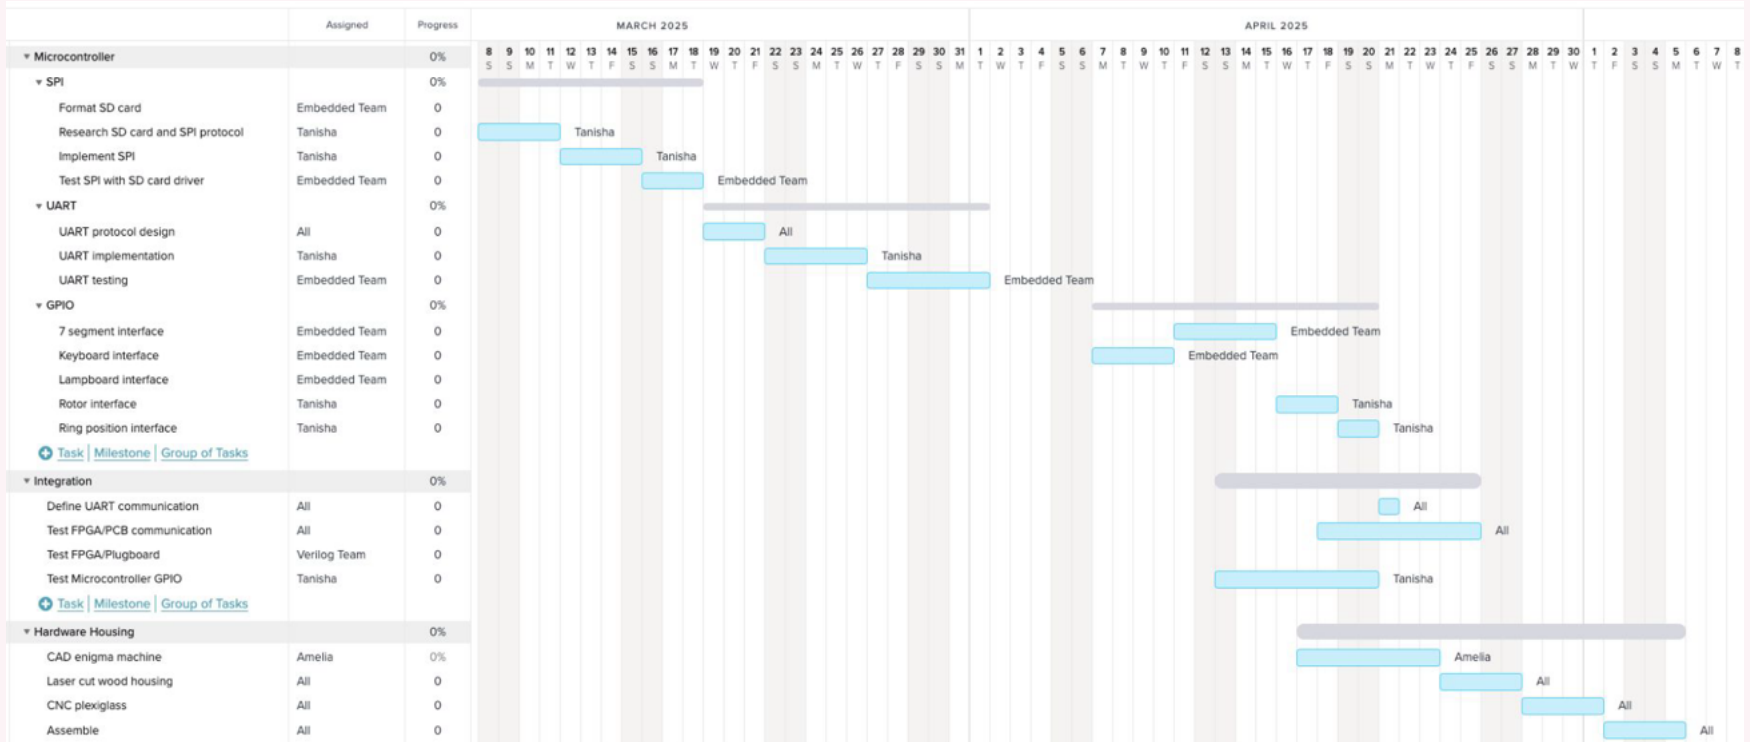 Assigned Progress MARCH 2025 APRIL 2025
8 9 10 11 12 13 14 15 16 17 18 19 20 21 22 23 24 25 26 27 28 29 30 31 1 2 3 4 5 6 7 8 9 10 11 12 13 14 15 16 17 18 19 20 21 22 23 24 25 26 27 28 29 30 1 2 3 4 5 6 7 8
S S M T W T F S S M T W T F S S M T W T F S S M T W T F S S M T W T F S S M T W T F S S M T W T F S S M T W T F S S M T W T
Microcontroller 0%
SPI 0%
Format SD card Embedded Team 0
Research SD card and SPI protocol Tanisha 0 Tanisha
Implement SPI Tanisha 0 Tanisha
Test SPI with SD card driver Embedded Team 0 Embedded Team
UART 0%
UART protocol design All 0 All
UART implementation Tanisha 0 Tanisha
UART testing Embedded Team 0 Embedded Team
GPIO 0%
7 segment interface Embedded Team 0 Embedded Team
Keyboard interface Embedded Team 0 Embedded Team
Lampboard interface Embedded Team 0
Rotor interface Tanisha 0 Tanisha
Ring position interface Tanisha 0 Tanisha
Task | Milestone | Group of Tasks
Integration 0%
Define UART communication All 0 All
Test FPGA/PCB communication All 0 All
Test FPGA/Plugboard Verilog Team 0
Test Microcontroller GPIO Tanisha 0 Tanisha
Task | Milestone | Group of Tasks
Hardware Housing 0%
CAD enigma machine Amelia 0% Amelia
Laser cut wood housing All 0 All
CNC plexiglass All 0 All
Assemble All 0 All